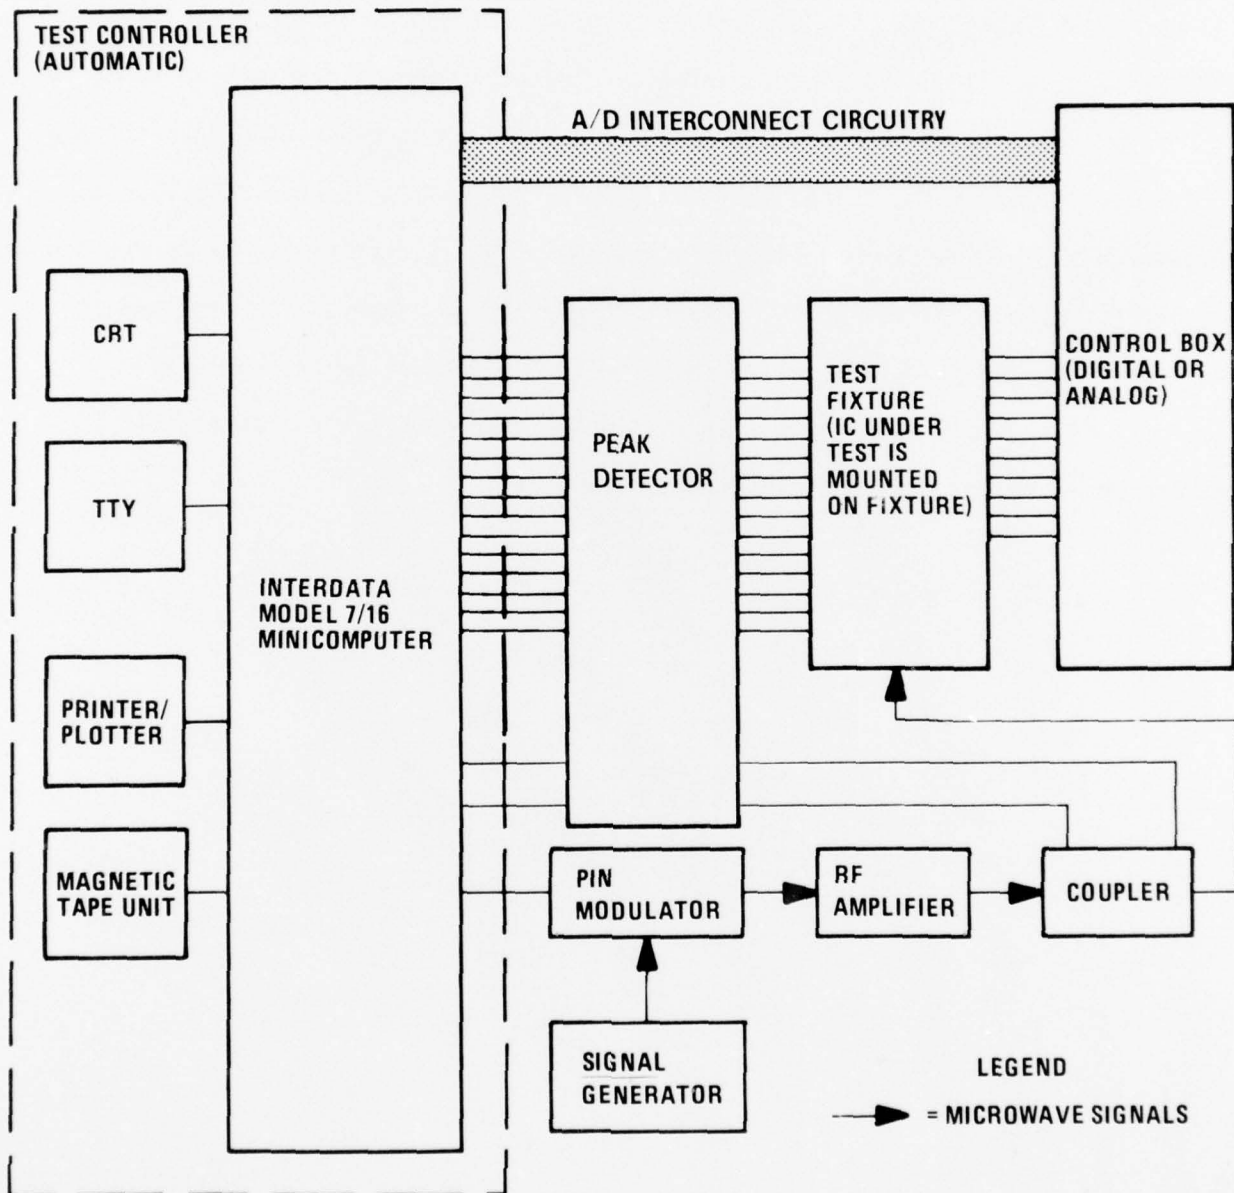 TEST CONTROLLER
(AUTOMATIC)
A/D INTERCONNECT CIRCUITRY
CRT
TTY
PRINTER/
PLOTTER
MAGNETIC
TAPE UNIT
INTERDATA
MODEL 7/16
MINICOMPUTER
PEAK
DETECTOR
TEST
FIXTURE
(IC UNDER
TEST IS
MOUNTED
ON FIXTURE)
CONTROL BOX
(DIGITAL OR
ANALOG)
PIN
MODULATOR
RF
AMPLIFIER
COUPLER
SIGNAL
GENERATOR
LEGEND
= MICROWAVE SIGNALS